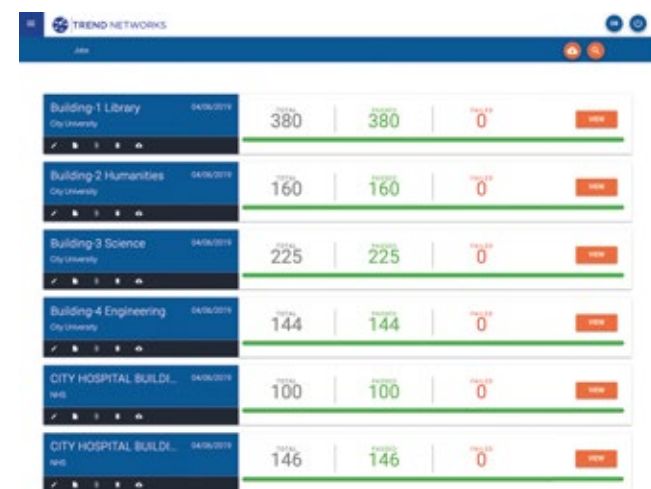 TREND NETWORKS
Jobs
Building-1 Library 04/06/2019
City University
TOTAL PASSED FAILED
380 380 0
VIEW
Building-2 Humanities 04/06/2019
City University
TOTAL PASSED FAILED
160 160 0
VIEW
Building-3 Science 04/06/2019
City University
TOTAL PASSED FAILED
225 225 0
VIEW
Building-4 Engineering 04/06/2019
City University
TOTAL PASSED FAILED
144 144 0
VIEW
CITY HOSPITAL BUILDI... 04/06/2019
NHS
TOTAL PASSED FAILED
100 100 0
VIEW
CITY HOSPITAL BUILDI... 04/06/2019
NHS
TOTAL PASSED FAILED
146 146 0
VIEW